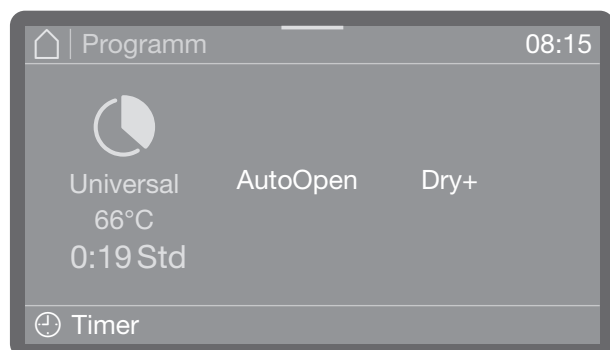 Programm 08:15
Universal AutoOpen Dry+
66°C
0:19 Std
Timer